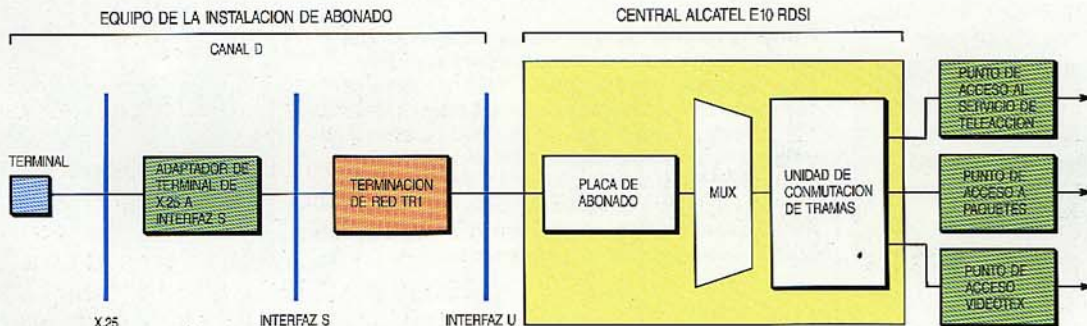 EQUIPO DE LA INSTALACION DE ABONADO
CENTRAL ALCATEL E10 RDSI
CANAL D
TERMINAL
ADAPTADOR DE
TERMINAL DE
X.25 A
INTERFAZ S
TERMINACION
DE RED TR1
PLACA DE
ABONADO
MUX
UNIDAD DE
CONMUTACION
DE TRAMAS
PUNTO DE
ACCESO AL
SERVICIO DE
TELEACCION
PUNTO DE
ACCESO A
PAQUETES
PUNTO DE
ACCESO
VIDEOTEX
X.25
INTERFAZ S
INTERFAZ U